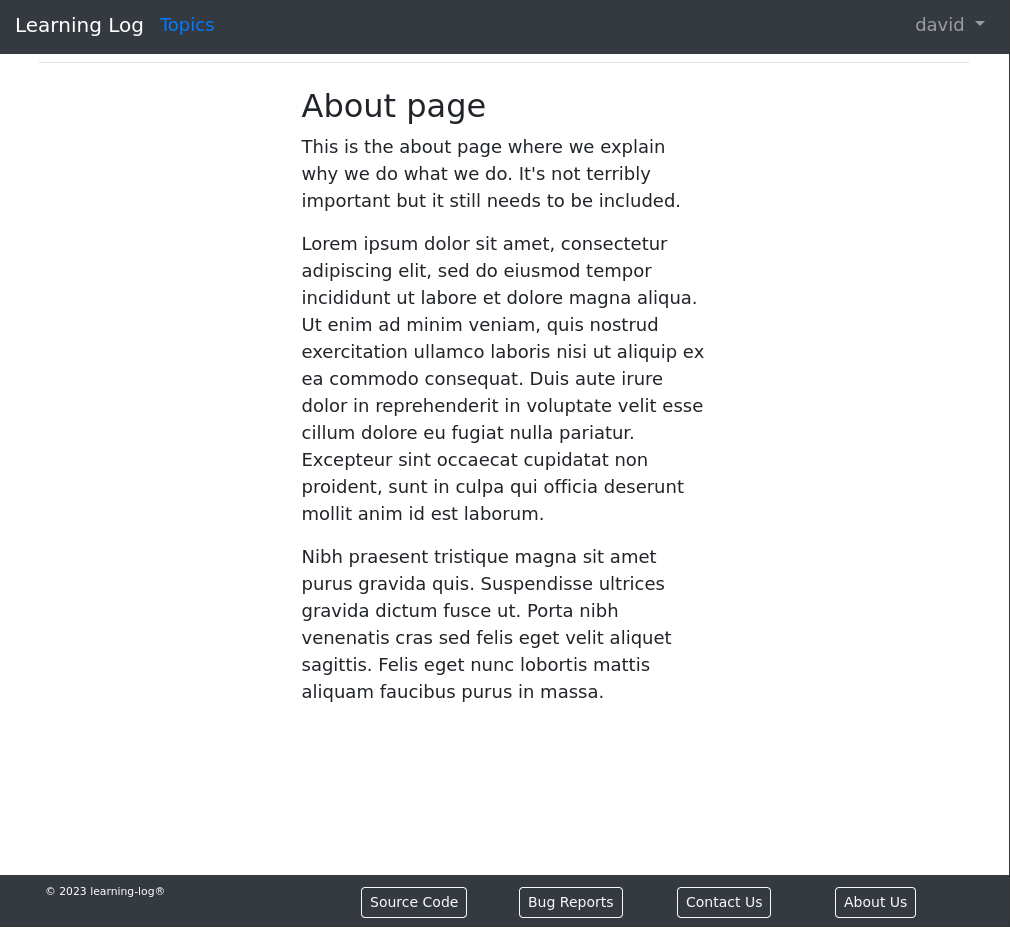 Learning Log Topics david
About page
This is the about page where we explain
why we do what we do. It's not terribly
important but it still needs to be included.
Lorem ipsum dolor sit amet, consectetur
adipiscing elit, sed do eiusmod tempor
incididunt ut labore et dolore magna aliqua.
Ut enim ad minim veniam, quis nostrud
exercitation ullamco laboris nisi ut aliquip ex
ea commodo consequat. Duis aute irure
dolor in reprehenderit in voluptate velit esse
cillum dolore eu fugiat nulla pariatur.
Excepteur sint occaecat cupidatat non
proident, sunt in culpa qui officia deserunt
mollit anim id est laborum.
Nibh praesent tristique magna sit amet
purus gravida quis. Suspendisse ultrices
gravida dictum fusce ut. Porta nibh
venenatis cras sed felis eget velit aliquet
sagittis. Felis eget nunc lobortis mattis
aliquam faucibus purus in massa.
© 2023 learning-log® Source Code Bug Reports Contact Us About Us